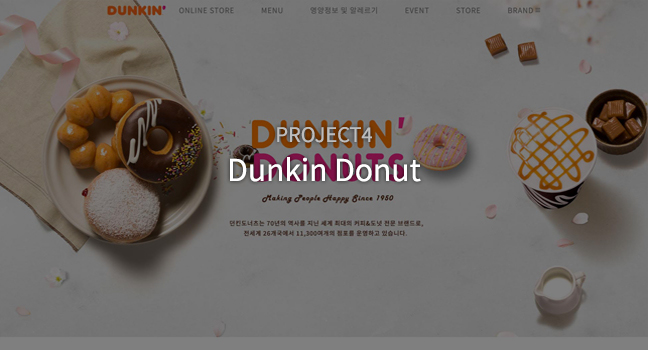 DUNKIN' ONLINE STORE MENU 영양정보 및 알레르기 EVENT STORE BRAND
DUNKIN'
PROJECT4
DONUTS
Dunkin Donut
Making People Happy Since 1950
던킨도너츠는 70년의 역사를 지닌 세계 최대의 커피&도넛 전문 브랜드로,
전세계 26개국에서 11,300여개의 점포를 운영하고 있습니다.